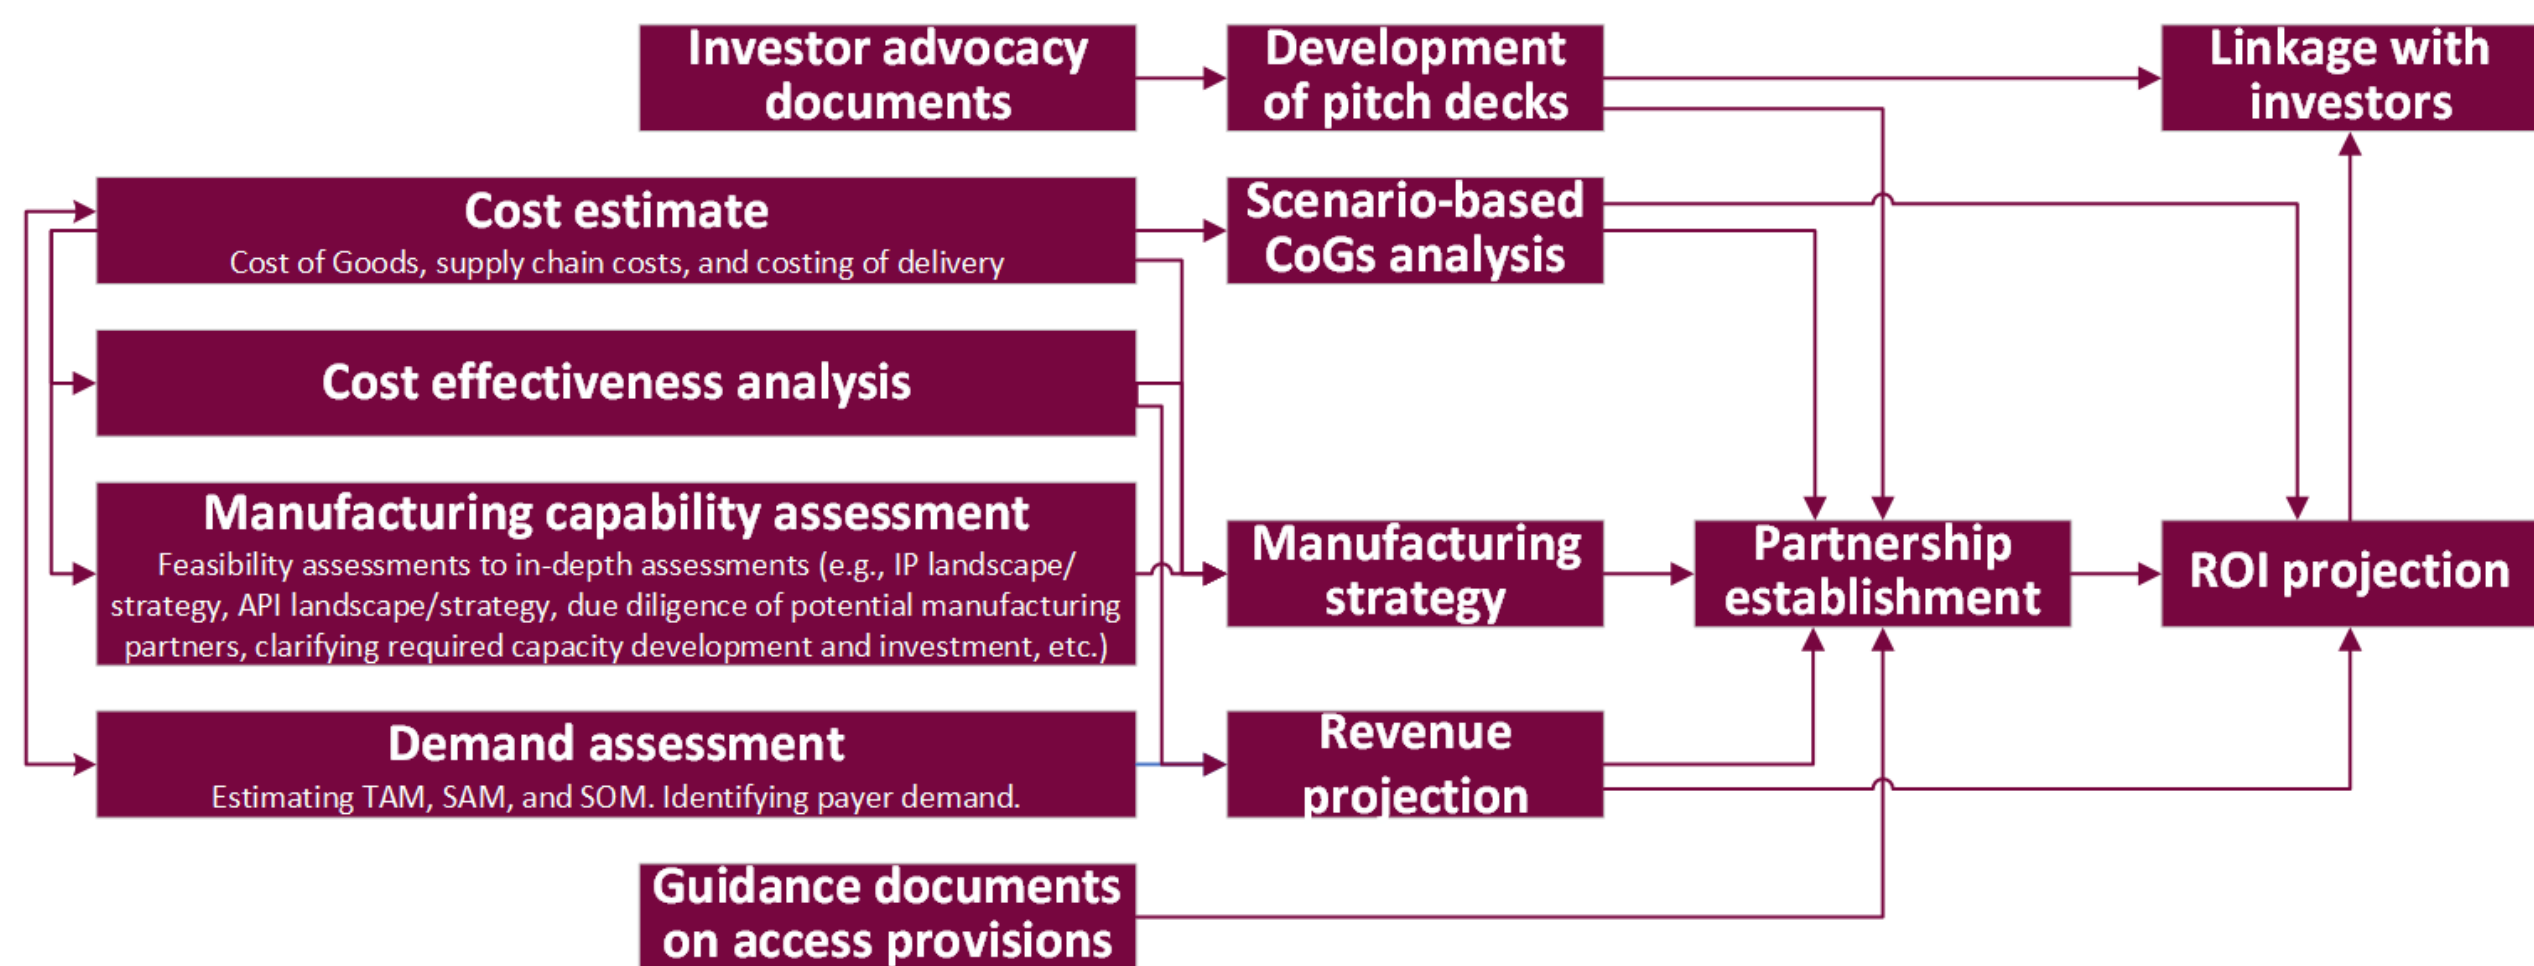 Investor advocacy
documents
Development
of pitch decks
Linkage with
investors
Cost estimate
Cost of Goods, supply chain costs, and costing of delivery
Scenario-based
CoGs analysis
Cost effectiveness analysis
Manufacturing capability assessment
Feasibility assessments to in-depth assessments (e.g., IP landscape/
strategy, API landscape/strategy, due diligence of potential manufacturing
partners, clarifying required capacity development and investment, etc.)
Manufacturing
strategy
Partnership
establishment
ROI projection
Demand assessment
Estimating TAM, SAM, and SOM. Identifying payer demand.
Revenue
projection
Guidance documents
on access provisions